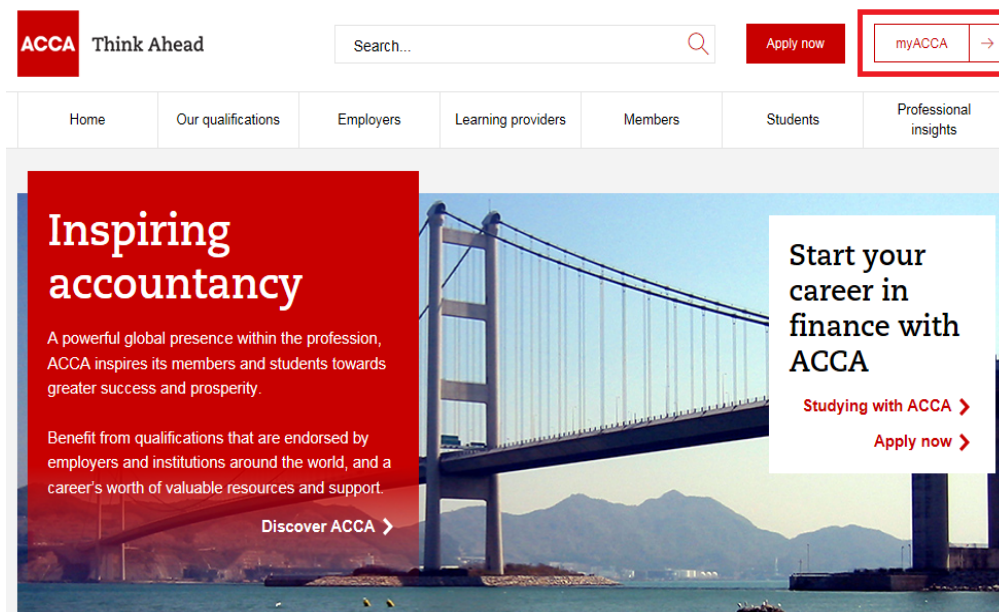 ACCA Think Ahead
Search...
Apply now
myACCA
Home
Our qualifications
Employers
Learning providers
Members
Students
Professional
insights
Inspiring
accountancy
A powerful global presence within the profession,
ACCA inspires its members and students towards
greater success and prosperity.
Benefit from qualifications that are endorsed by
employers and institutions around the world, and a
career's worth of valuable resources and support.
Discover ACCA
Start your
career in
finance with
ACCA
Studying with ACCA
Apply now